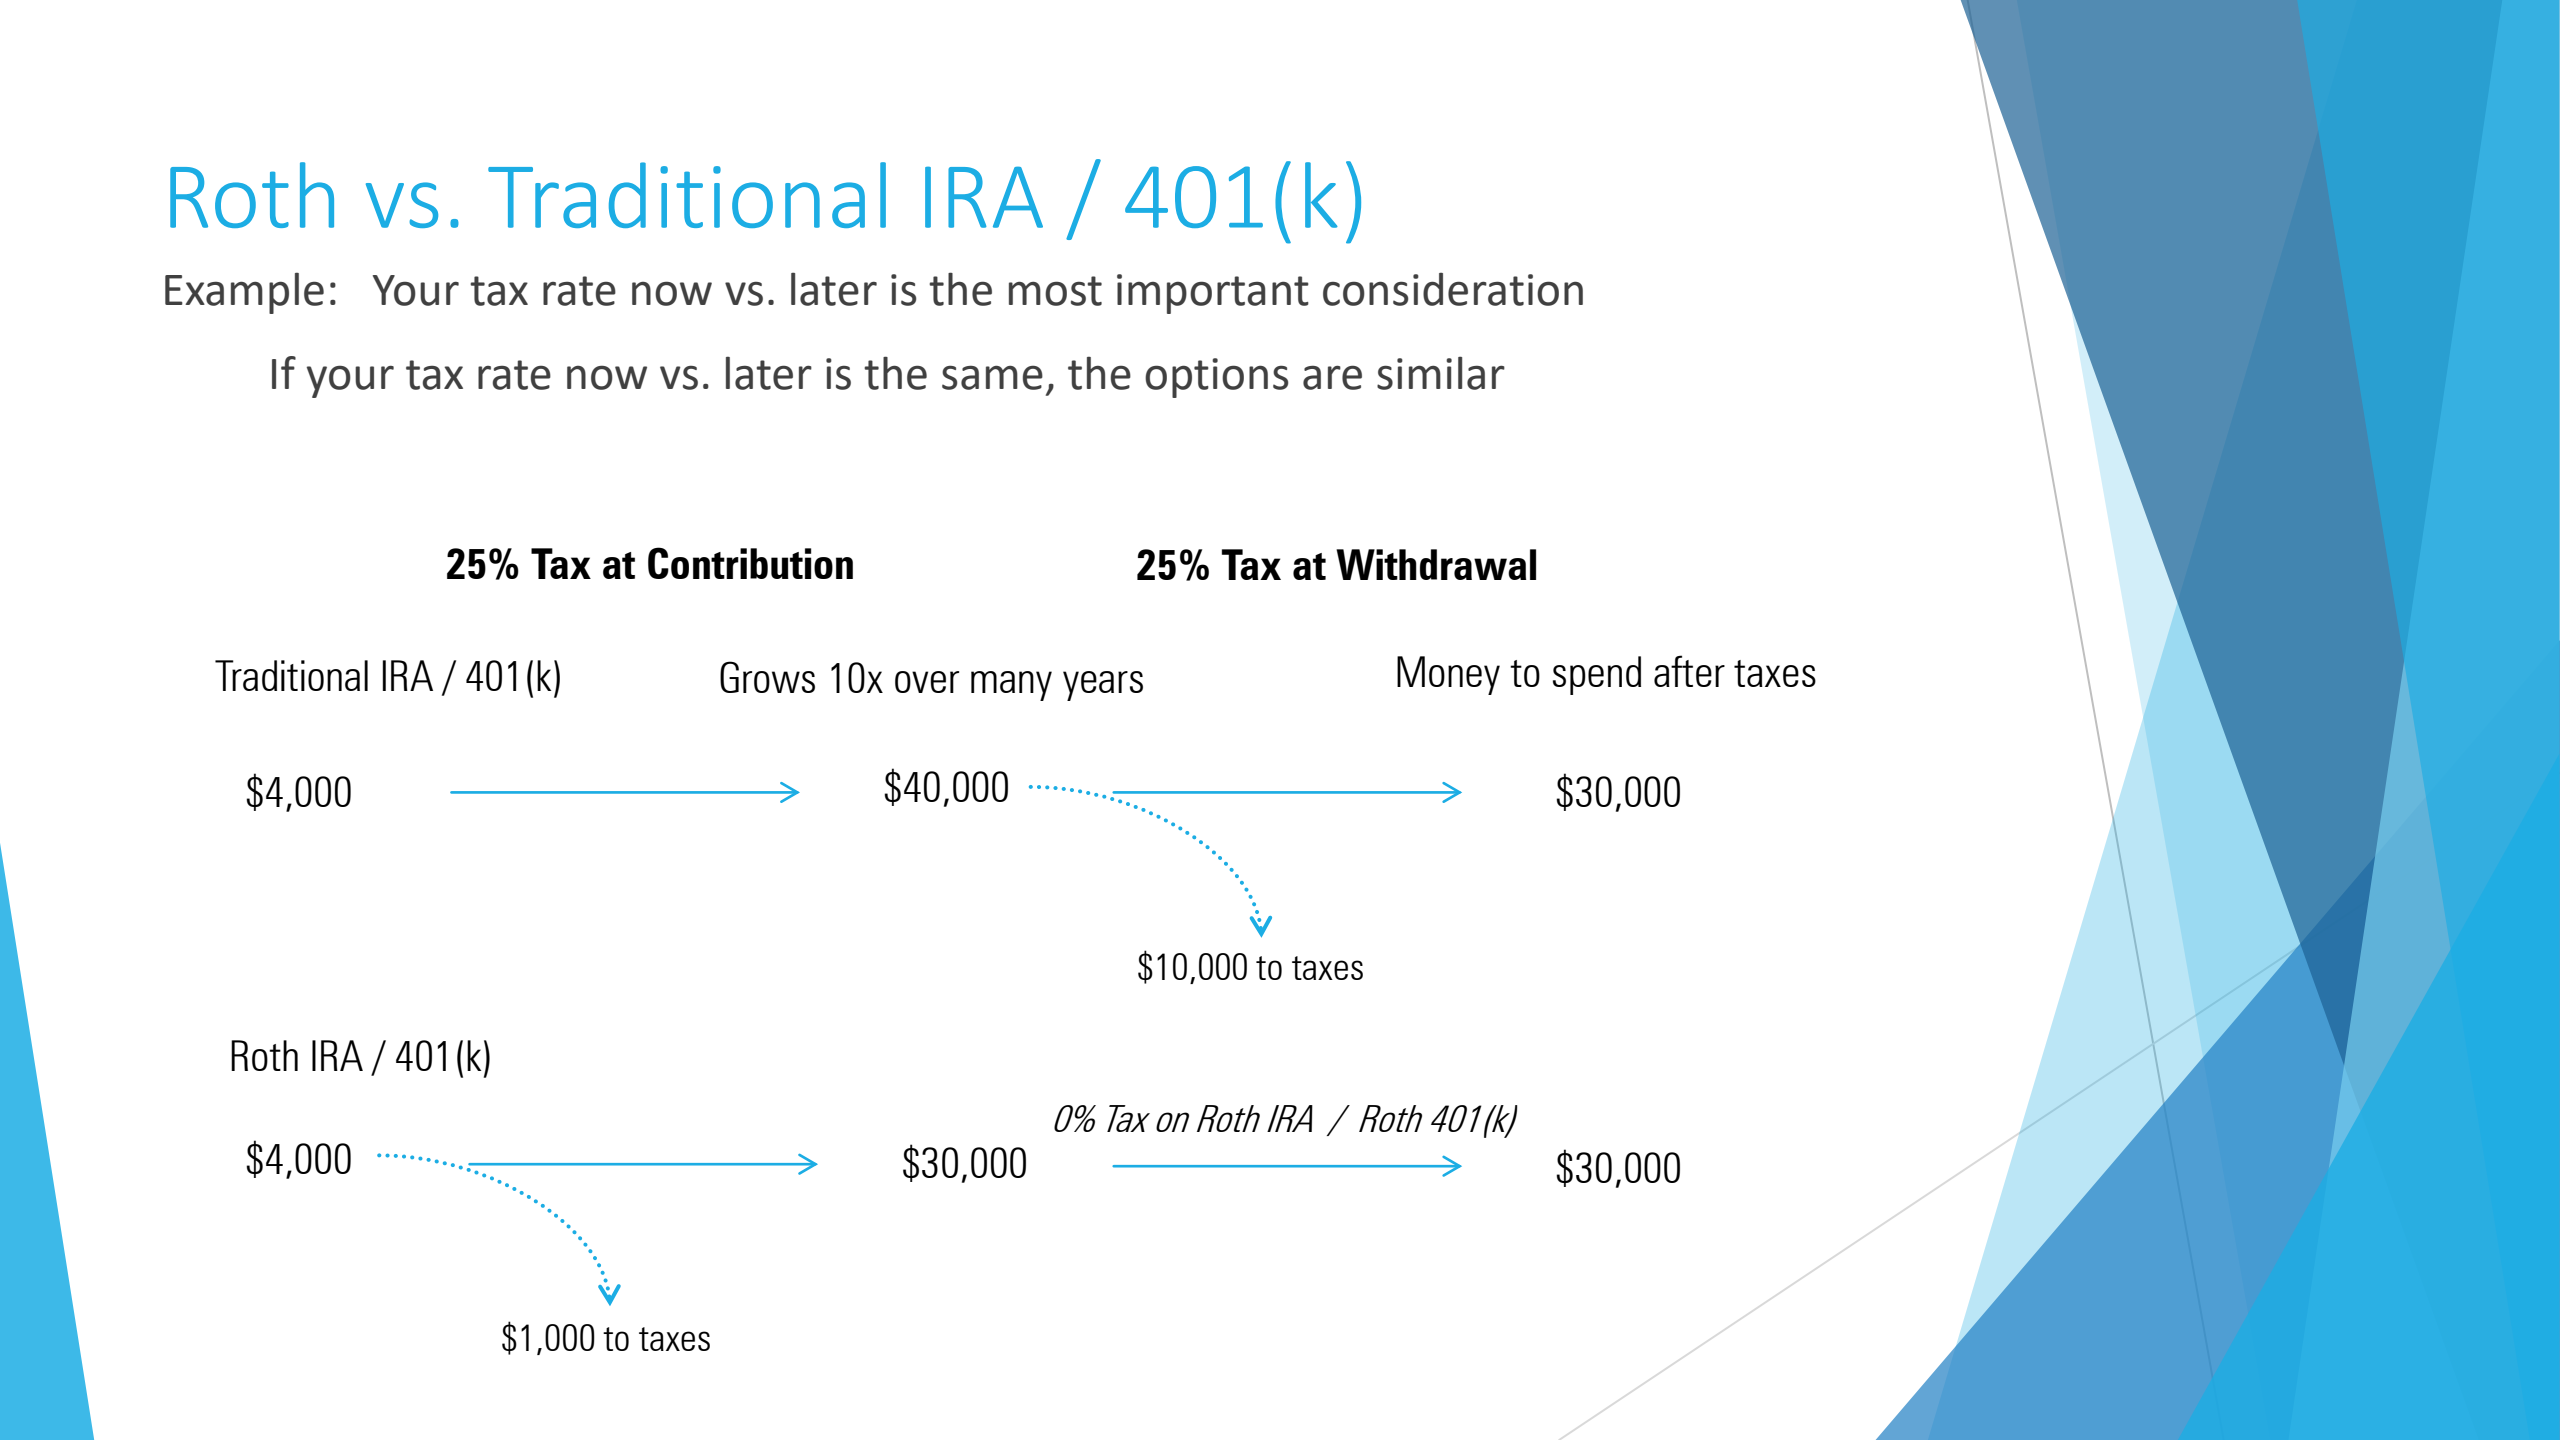 Roth vs. Traditional IRA / 401(k)
Example: Your tax rate now vs. later is the most important consideration
If your tax rate now vs. later is the same, the options are similar
25% Tax at Contribution
25% Tax at Withdrawal
Traditional IRA / 401(k)
Grows 10x over many years
Money to spend after taxes
$4,000
$40,000
$30,000
$10,000 to taxes
Roth IRA / 401(k)
0% Tax on Roth IRA / Roth 401(k)
$4,000
$30,000
$30,000
$1,000 to taxes